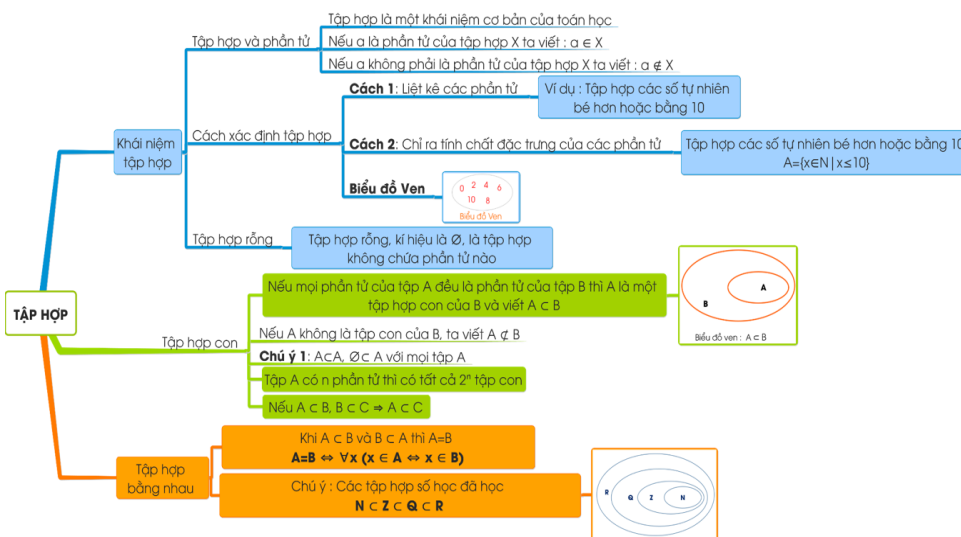 TẬP HỢP
Khái niệm
tập hợp
Tập hợp và phần tử
Tập hợp là một khái niệm cơ bản của toán học
Nếu a là phần tử của tập hợp X ta viết : a ∈ X
Nếu a không phải là phần tử của tập hợp X ta viết : a ∉ X
Cách xác định tập hợp
Cách 1: Liệt kê các phần tử
Ví dụ : Tập hợp các số tự nhiên
bé hơn hoặc bằng 10
Cách 2: Chỉ ra tính chất đặc trưng của các phần tử
Tập hợp các số tự nhiên bé hơn hoặc bằng 10
A={x∈N|x≤10}
Biểu đồ Ven
0 2 4 6
10 8
Biểu đồ Ven
Tập hợp rỗng
Tập hợp rỗng, kí hiệu là Ø, là tập hợp
không chứa phần tử nào
Tập hợp con
Nếu mọi phần tử của tập A đều là phần tử của tập B thì A là một
tập hợp con của B và viết A ⊂ B
B A
Biểu đồ ven : A ⊂ B
Nếu A không là tập con của B, ta viết A ⊄ B
Chú ý 1: A⊂A, Ø⊂ A với mọi tập A
Tập A có n phần tử thì có tất cả 2ⁿ tập con
Nếu A ⊂ B, B ⊂ C ⇒ A ⊂ C
Tập hợp
bằng nhau
Khi A ⊂ B và B ⊂ A thì A=B
A=B ⇔ ∀x (x ∈ A ⇔ x ∈ B)
Chú ý : Các tập hợp số học đã học
N ⊂ Z ⊂ Q ⊂ R
R Q Z N